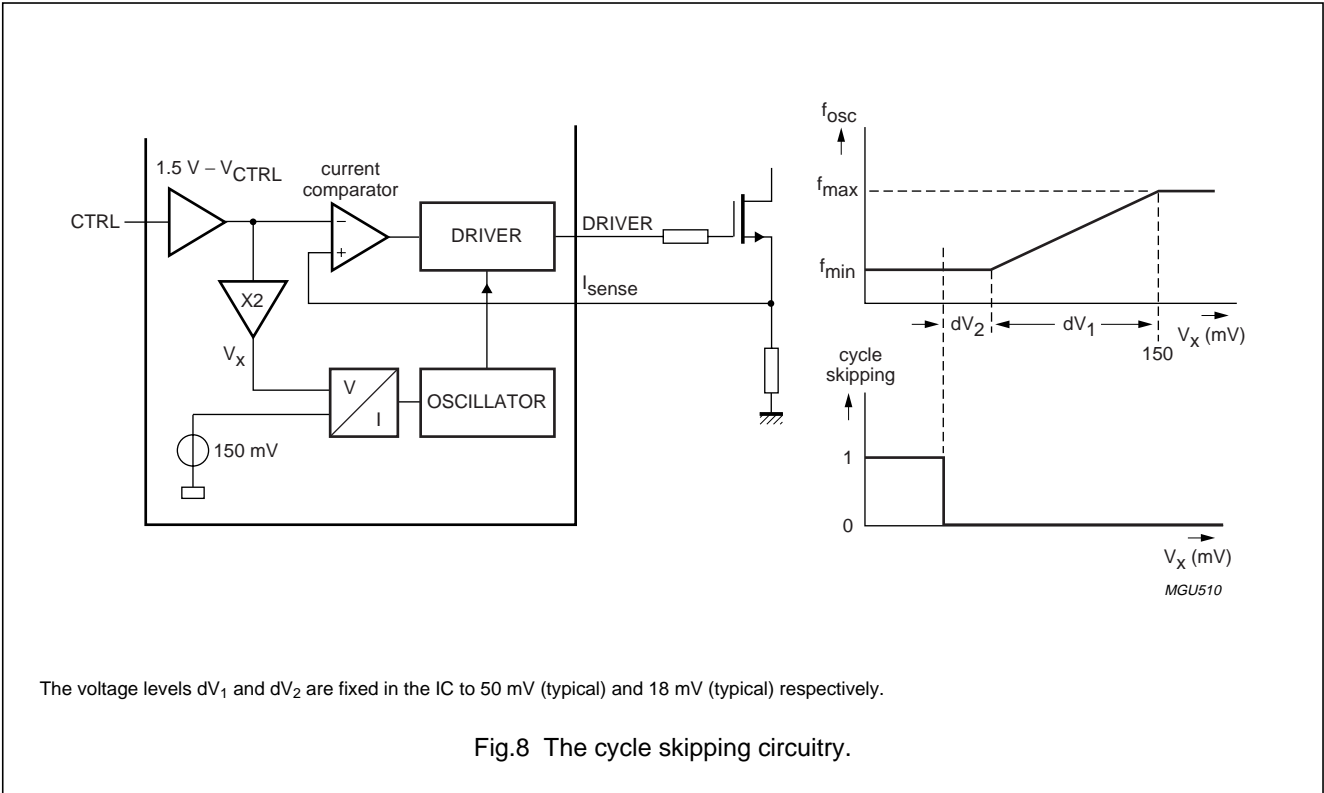 1.5 V – VCTRL
current
comparator
CTRL
–
+
DRIVER
DRIVER
Isense
X2
Vx
V
I
OSCILLATOR
150 mV
fosc
fmax
fmin
dV2
dV1
Vx (mV)
150
cycle
skipping
1
0
Vx (mV)
MGU510
The voltage levels dV1 and dV2 are fixed in the IC to 50 mV (typical) and 18 mV (typical) respectively.
Fig.8 The cycle skipping circuitry.